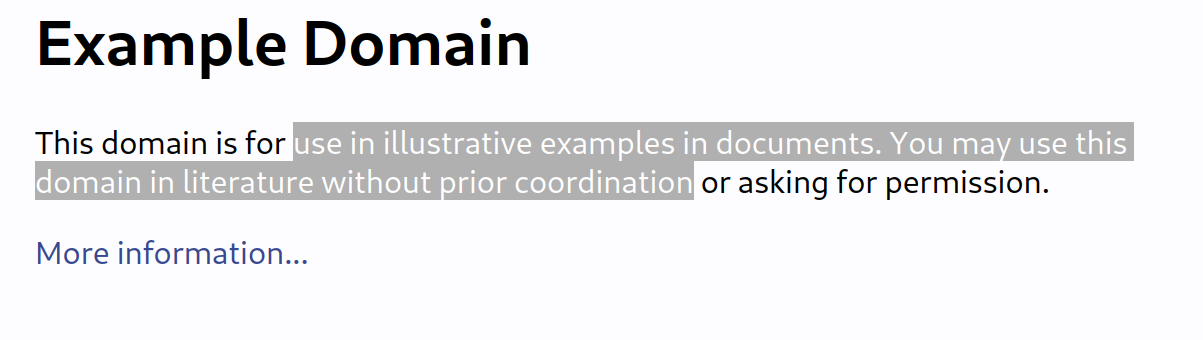 Example Domain
This domain is for use in illustrative examples in documents. You may use this
domain in literature without prior coordination or asking for permission.
More information...